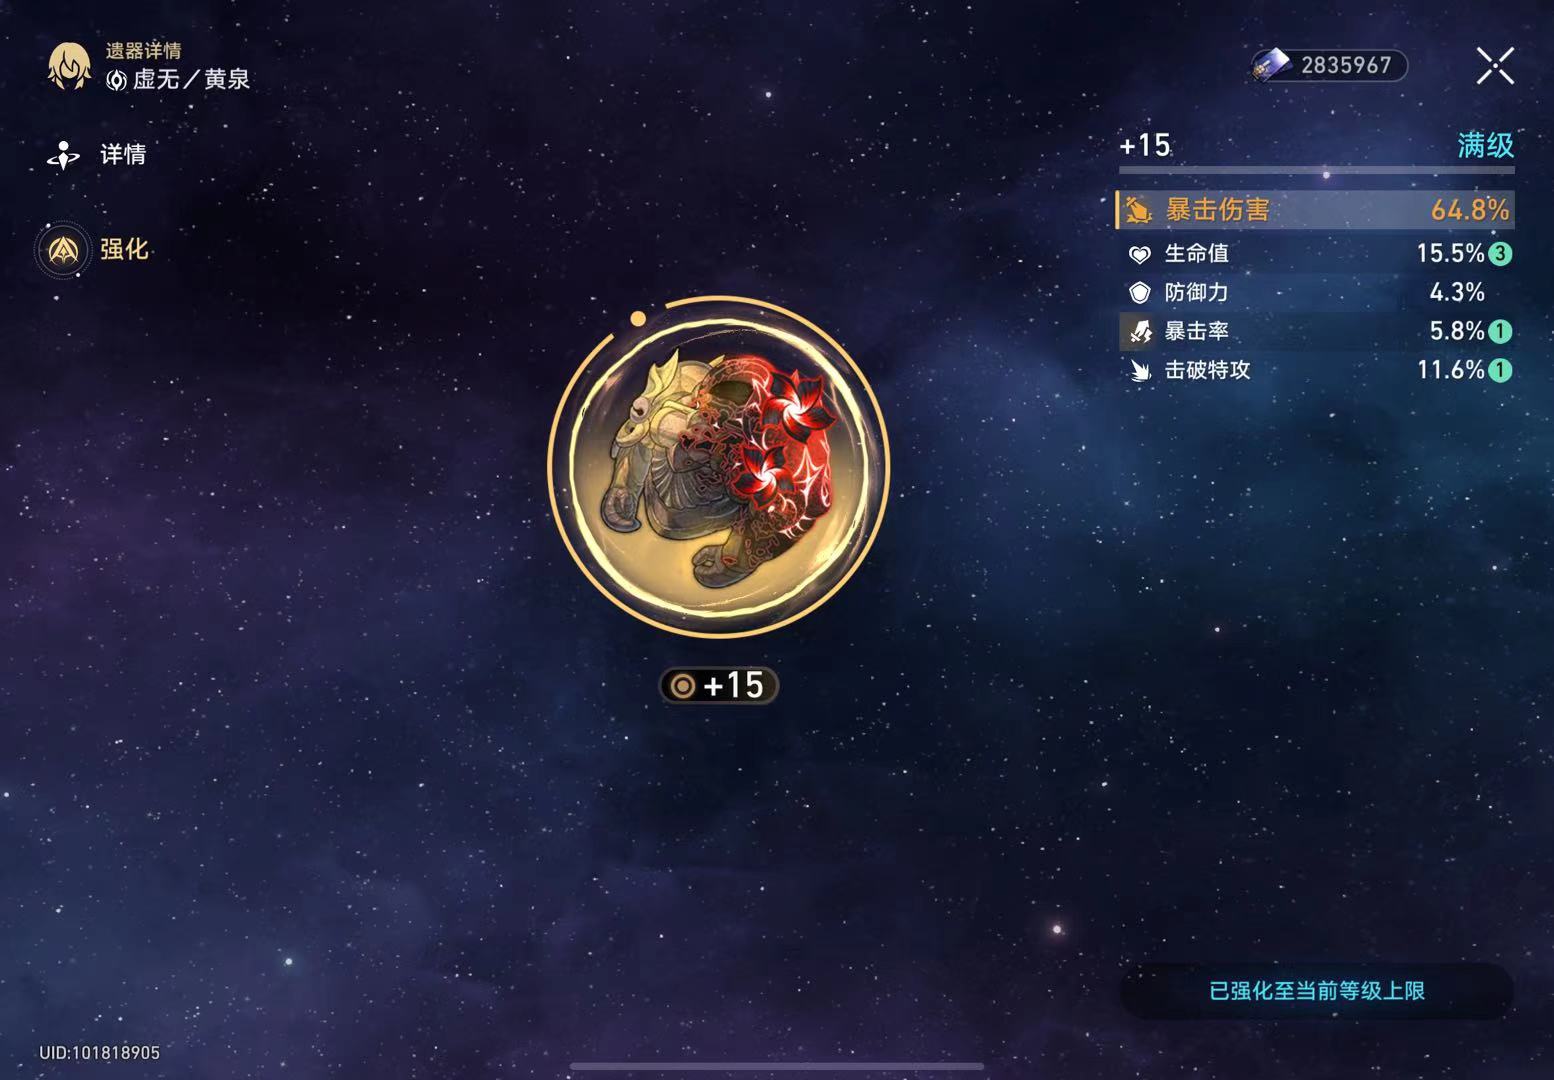 遗器详情
虚无／黄泉
2835967
详情
强化
+15 满级
暴击伤害 64.8%
生命值 15.5% 3
防御力 4.3%
暴击率 5.8% 1
击破特攻 11.6% 1
+15
已强化至当前等级上限
UID:101818905